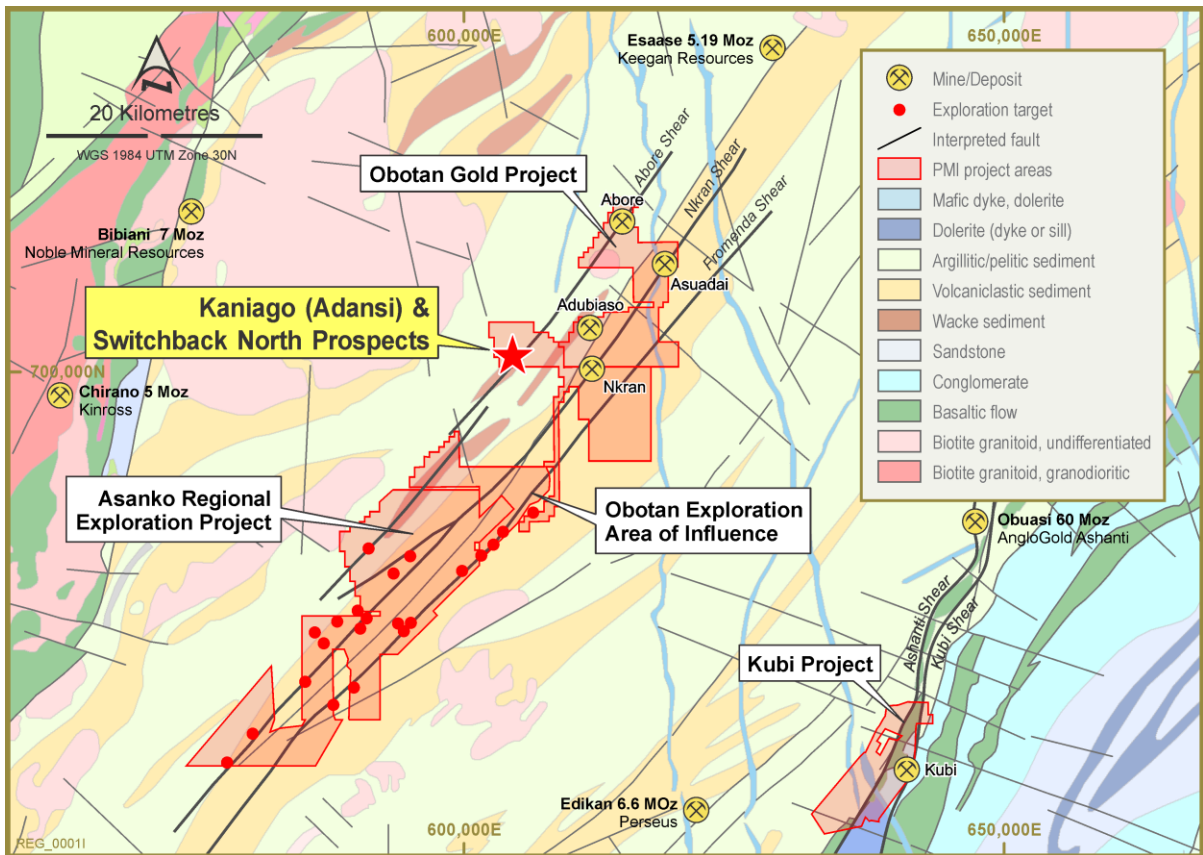 600,000E
650,000E
Esaase 5.19 Moz
Keegan Resources
N
20 Kilometres
WGS 1984 UTM Zone 30N
Mine/Deposit
Exploration target
Interpreted fault
PMI project areas
Mafic dyke, dolerite
Dolerite (dyke or sill)
Argillitic/pelitic sediment
Volcaniclastic sediment
Wacke sediment
Sandstone
Conglomerate
Basaltic flow
Biotite granitoid, undifferentiated
Biotite granitoid, granodioritic
Obotan Gold Project
Abore Shear
Nkran Shear
Fromenda Shear
Abore
Bibiani 7 Moz
Noble Mineral Resources
Asuadai
Kaniago (Adansi) &
Switchback North Prospects
Adubiaso
700,000N
Nkran
Chirano 5 Moz
Kinross
Asanko Regional
Exploration Project
Obotan Exploration
Area of Influence
Obuasi 60 Moz
AngloGold Ashanti
Ashanti Shear
Kubi Shear
Kubi Project
Kubi
Edikan 6.6 MOz
Perseus
REG_0001l
600,000E
650,000E